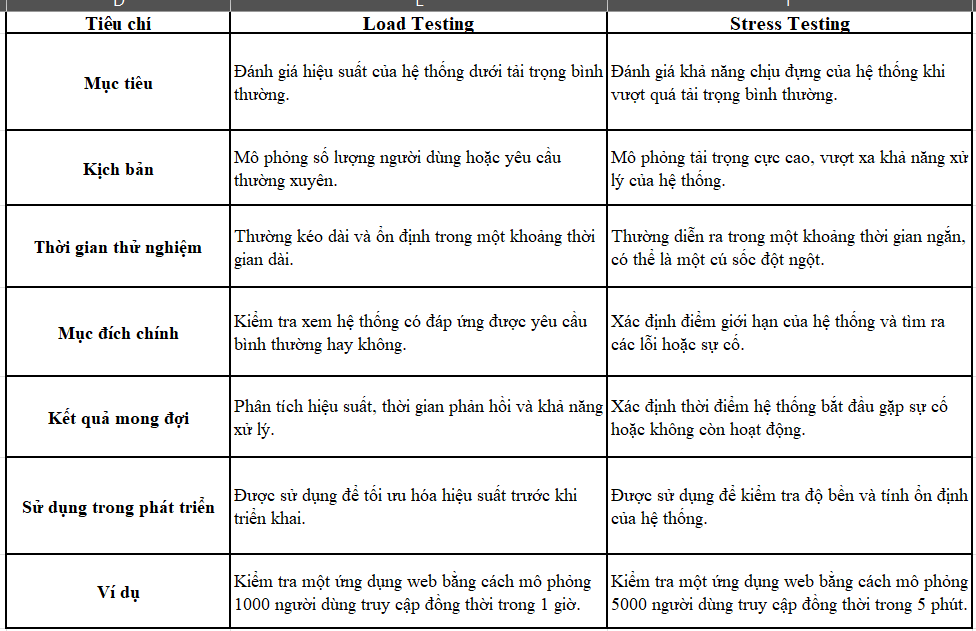 Tiêu chí Load Testing Stress Testing
Mục tiêu
Đánh giá hiệu suất của hệ thống dưới tải trọng bình
thường.
Đánh giá khả năng chịu đựng của hệ thống khi
vượt quá tải trọng bình thường.
Kịch bản
Mô phỏng số lượng người dùng hoặc yêu cầu
thường xuyên.
Mô phỏng tải trọng cực cao, vượt xa khả năng xử
lý của hệ thống.
Thời gian thử nghiệm
Thường kéo dài và ổn định trong một khoảng thời
gian dài.
Thường diễn ra trong một khoảng thời gian ngắn,
có thể là một cú sốc đột ngột.
Mục đích chính
Kiểm tra xem hệ thống có đáp ứng được yêu cầu
bình thường hay không.
Xác định điểm giới hạn của hệ thống và tìm ra
các lỗi hoặc sự cố.
Kết quả mong đợi
Phân tích hiệu suất, thời gian phản hồi và khả năng
xử lý.
Xác định thời điểm hệ thống bắt đầu gặp sự cố
hoặc không còn hoạt động.
Sử dụng trong phát triển
Được sử dụng để tối ưu hóa hiệu suất trước khi
triển khai.
Được sử dụng để kiểm tra độ bền và tính ổn định
của hệ thống.
Ví dụ
Kiểm tra một ứng dụng web bằng cách mô phỏng
1000 người dùng truy cập đồng thời trong 1 giờ.
Kiểm tra một ứng dụng web bằng cách mô phỏng
5000 người dùng truy cập đồng thời trong 5 phút.